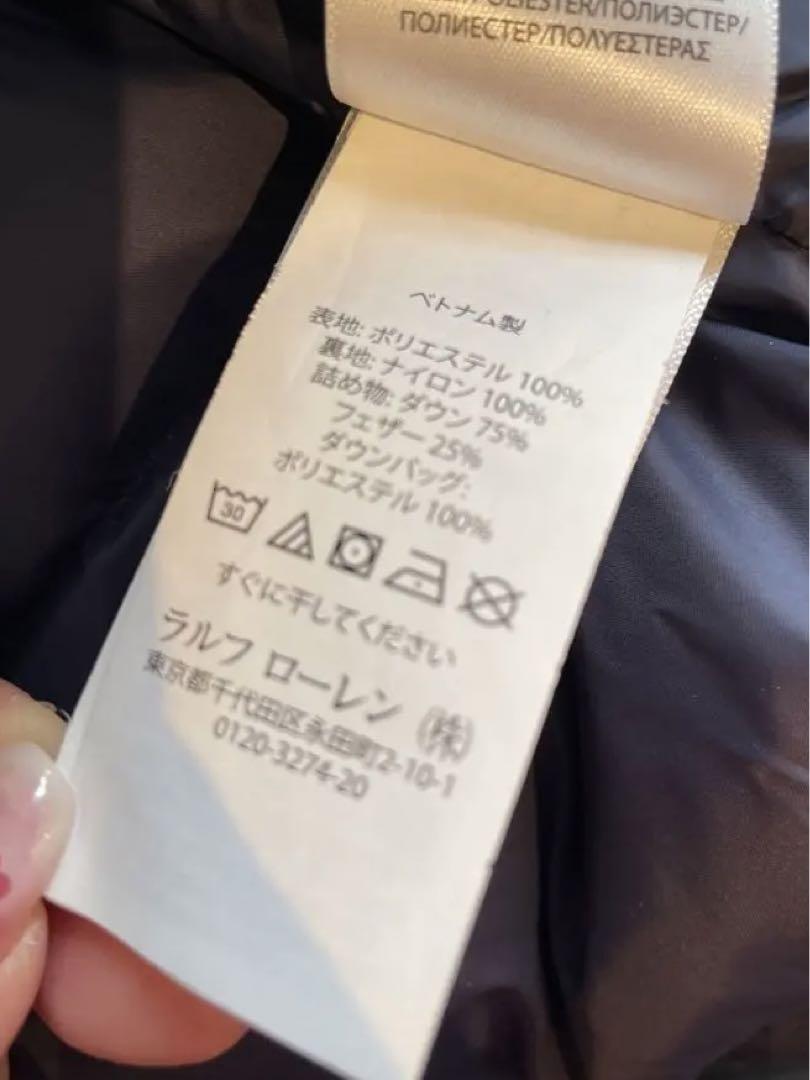 POLIESTER/ПОЛИЭСТЕР/
ПОЛИЕСТЕР/ΠΟΛΥΕΣΤΕΡΑΣ
ベトナム製
表地: ポリエステル 100%
裏地: ナイロン 100%
詰め物: ダウン 75%
フェザー 25%
ダウンバッグ:
ポリエステル 100%
30
すぐに干してください
ラルフ ローレン (株)
東京都千代田区永田町2-10-1
0120-3274-20